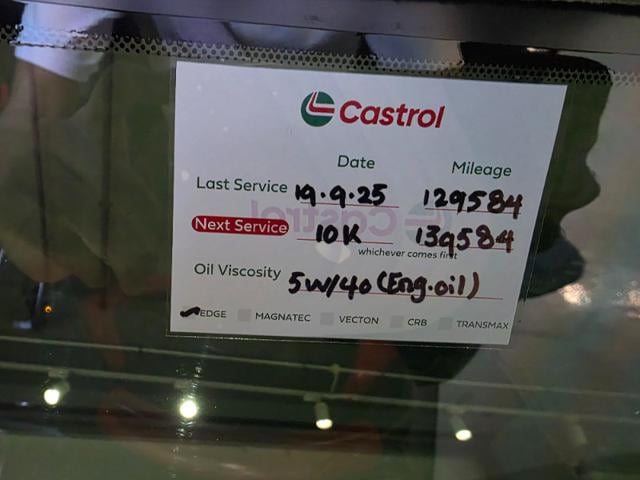 Castrol
Date Mileage
Last Service 19.9.25 129584
Next Service 10K 139584
whichever comes first
Oil Viscosity 5W/40 (Eng.oil)
EDGE MAGNATEC VECTON CRB TRANSMAX